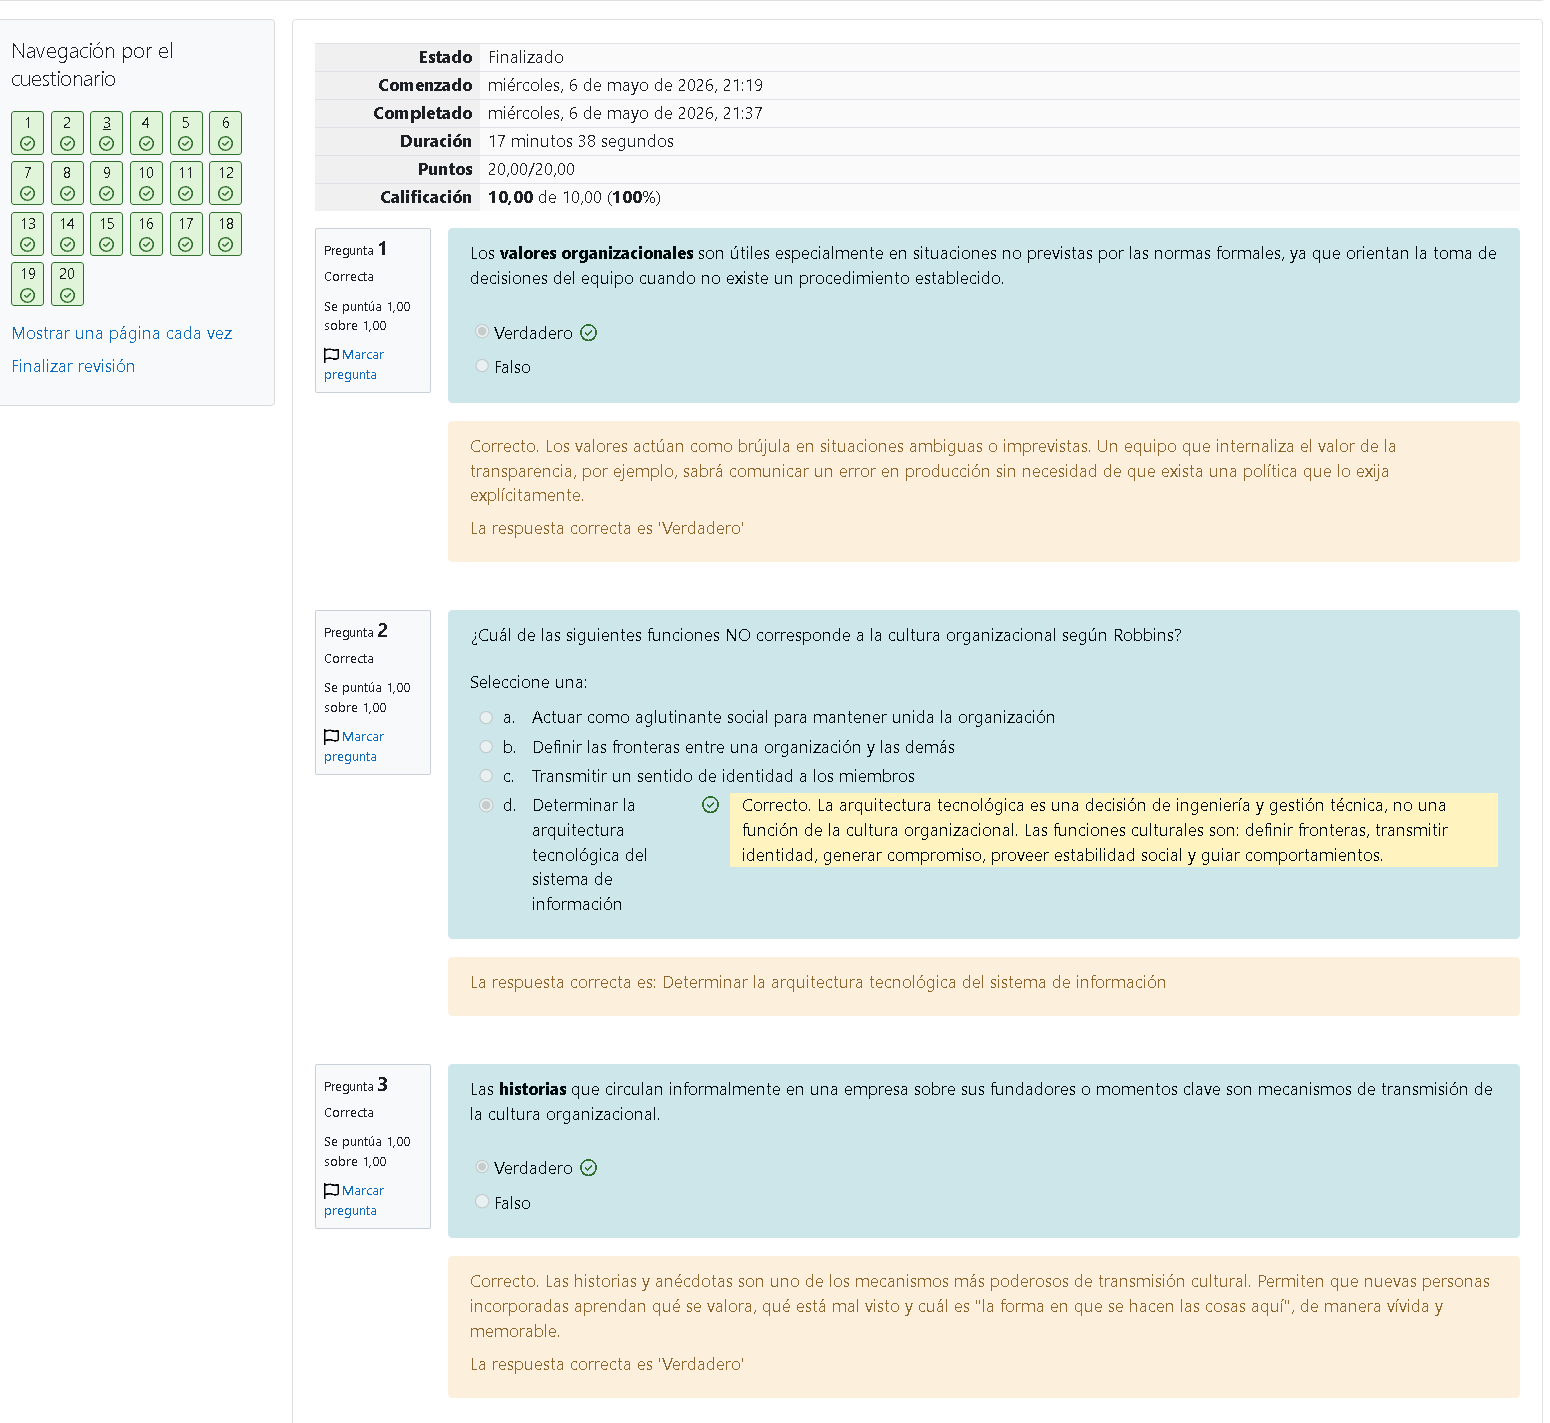 Navegación por el
cuestionario
1 2 3 4 5 6
7 8 9 10 11 12
13 14 15 16 17 18
19 20
Mostrar una página cada vez
Finalizar revisión
Estado Finalizado
Comenzado miércoles, 6 de mayo de 2026, 21:19
Completado miércoles, 6 de mayo de 2026, 21:37
Duración 17 minutos 38 segundos
Puntos 20,00/20,00
Calificación 10,00 de 10,00 (100%)
Pregunta 1
Correcta
Se puntúa 1,00
sobre 1,00
Marcar
pregunta
Los valores organizacionales son útiles especialmente en situaciones no previstas por las normas formales, ya que orientan la toma de
decisiones del equipo cuando no existe un procedimiento establecido.
Verdadero
Falso
Correcto. Los valores actúan como brújula en situaciones ambiguas o imprevistas. Un equipo que internaliza el valor de la
transparencia, por ejemplo, sabrá comunicar un error en producción sin necesidad de que exista una política que lo exija
explícitamente.
La respuesta correcta es 'Verdadero'
Pregunta 2
Correcta
Se puntúa 1,00
sobre 1,00
Marcar
pregunta
¿Cuál de las siguientes funciones NO corresponde a la cultura organizacional según Robbins?
Seleccione una:
a. Actuar como aglutinante social para mantener unida la organización
b. Definir las fronteras entre una organización y las demás
c. Transmitir un sentido de identidad a los miembros
d. Determinar la
arquitectura
tecnológica del
sistema de
información
Correcto. La arquitectura tecnológica es una decisión de ingeniería y gestión técnica, no una
función de la cultura organizacional. Las funciones culturales son: definir fronteras, transmitir
identidad, generar compromiso, proveer estabilidad social y guiar comportamientos.
La respuesta correcta es: Determinar la arquitectura tecnológica del sistema de información
Pregunta 3
Correcta
Se puntúa 1,00
sobre 1,00
Marcar
pregunta
Las historias que circulan informalmente en una empresa sobre sus fundadores o momentos clave son mecanismos de transmisión de
la cultura organizacional.
Verdadero
Falso
Correcto. Las historias y anécdotas son uno de los mecanismos más poderosos de transmisión cultural. Permiten que nuevas personas
incorporadas aprendan qué se valora, qué está mal visto y cuál es "la forma en que se hacen las cosas aquí", de manera vívida y
memorable.
La respuesta correcta es 'Verdadero'